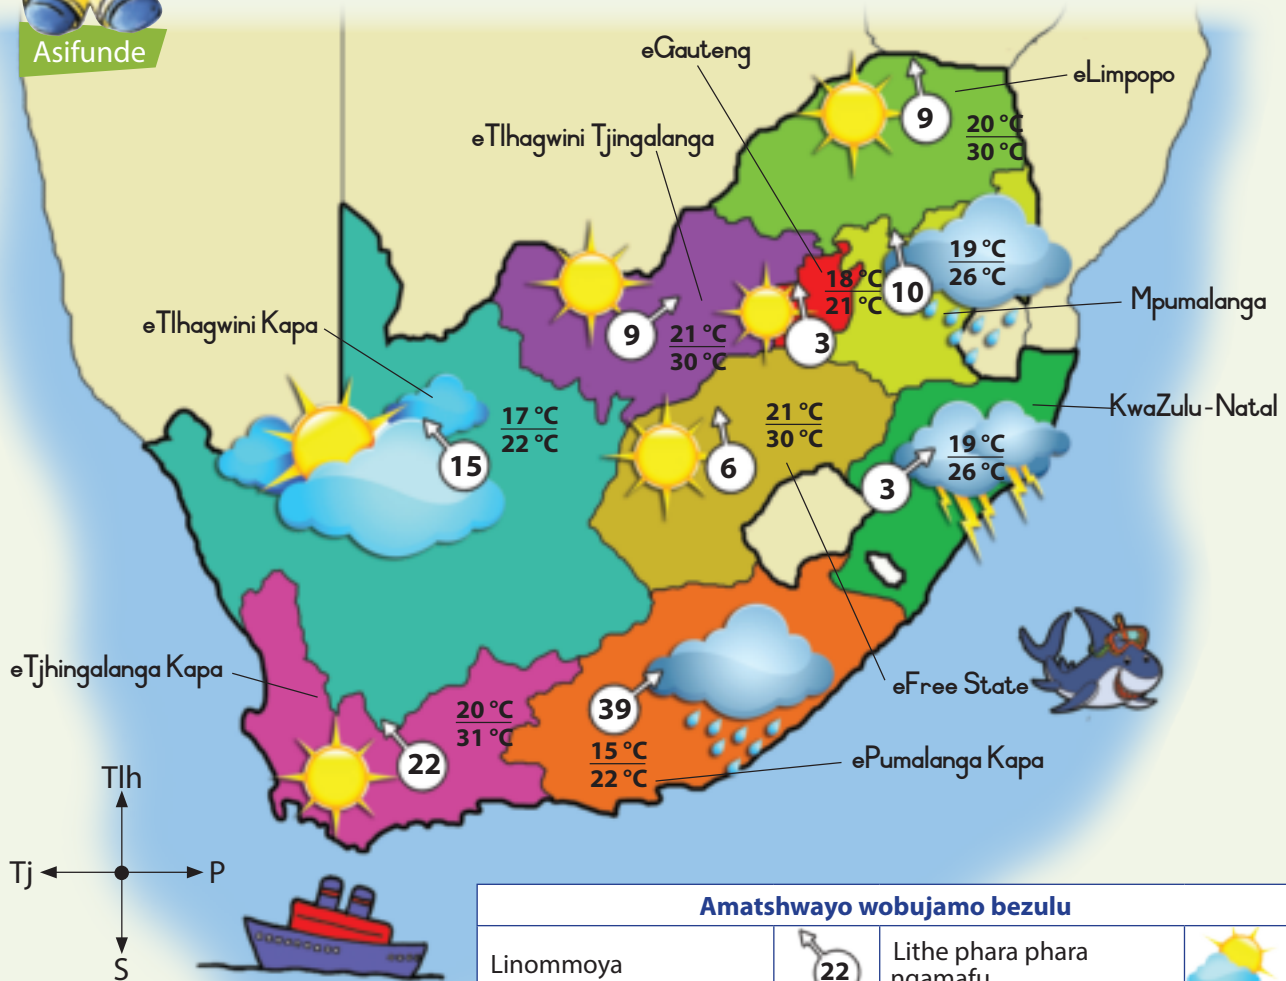 Asifunde
eGauteng
eLimpopo
9
20 °C
30 °C
eTlhagwini Tjingalanga
19 °C
26 °C
18 °C
21 °C
10
Mpumalanga
eTlhagwini Kapa
9
21 °C
30 °C
3
KwaZulu-Natal
17 °C
22 °C
21 °C
30 °C
19 °C
26 °C
15
6
3
eTjhingalanga Kapa
eFree State
39
20 °C
31 °C
15 °C
22 °C
22
ePumalanga Kapa
Tlh
Tj
P
S
Amatshwayo wobujamo bezulu
Linommoya
22
Lithe phara phara
ngamafu